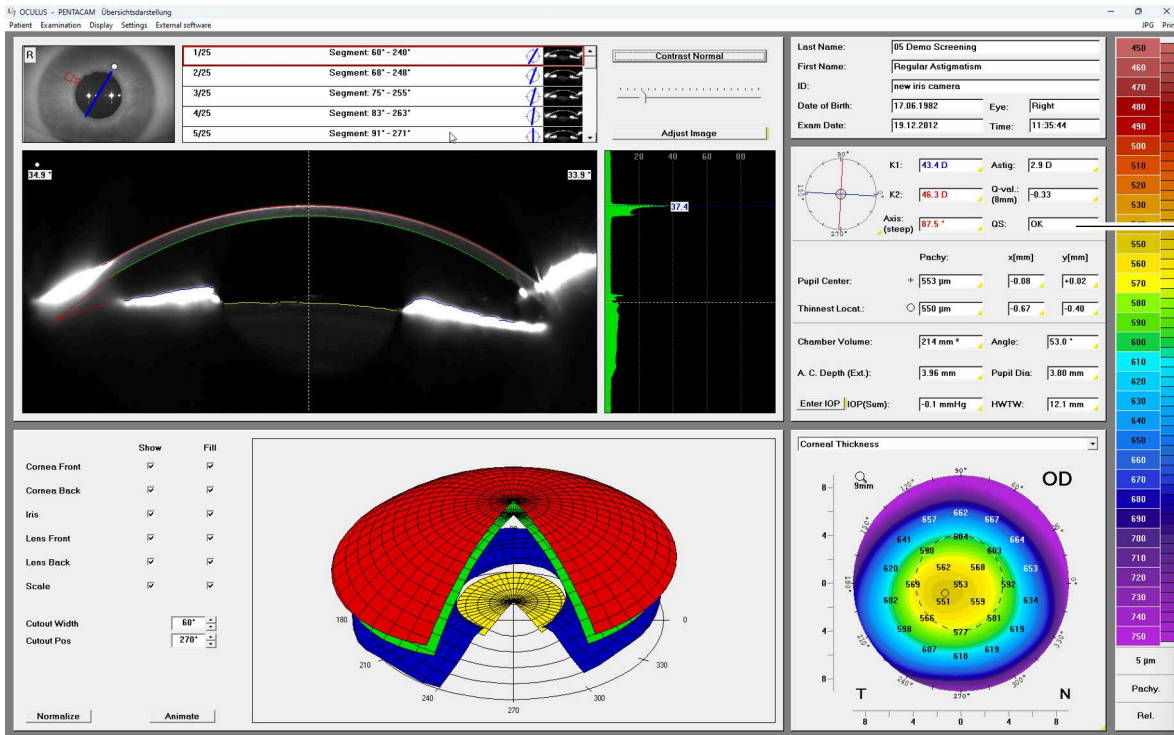 OCULUS - PENTACAM Übersichtsdarstellung
Patient Examination Display Settings External software
JPG
R
1/25 Segment: 60° - 240°
2/25 Segment: 68° - 248°
3/25 Segment: 75° - 255°
4/25 Segment: 83° - 263°
5/25 Segment: 91° - 271°
Contrast Normal
Adjust Image
34.9 °
33.9 °
20 40 60 80
37.4
Last Name: 05 Demo Screening
First Name: Regular Astigmatism
ID: new iris camera
Date of Birth: 17.06.1982 Eye: Right
Exam Date: 19.12.2012 Time: 11:35:44
90°
180°
270°
K1: 43.4 D Astig: 2.9 D
K2: 46.3 D Q-val.: (8mm) -0.33
Axis: (steep) 87.5 ° QS: OK
Pachy: x[mm] y[mm]
Pupil Center: + 553 µm -0.08 +0.02
Thinnest Locat.: 550 µm -0.67 -0.40
Chamber Volume: 214 mm ³ Angle: 53.0 °
A. C. Depth (Ext.): 3.96 mm Pupil Dia: 3.80 mm
Enter IOP IOP(Sum): -0.1 mmHg HWTW: 12.1 mm
Show Fill
Cornea Front
Cornea Back
Iris
Lens Front
Lens Back
Scale
Cutout Width 60°
Cutout Pos 270°
Normalize Animate
180
210
240
270
300
330
0
Corneal Thickness
9mm
OD
90°
120° 60°
150° 30°
180° 0°
330°
240° 300°
270°
8
4
0
4
8
657 662 667
641 604 664
590 603
620 562 568 653
569 553 592
602 551 559 634
566 581
598 577 619
607 618 619
T N
8 4 0 4 8
450
460
470
480
490
500
510
520
530
550
560
570
580
590
600
610
620
630
640
650
660
670
680
690
700
710
720
730
740
750
5 µm
Pachy.
Rel.